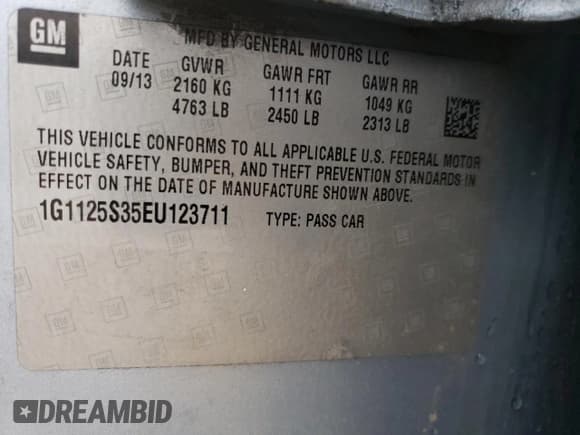 GM
MFD BY GENERAL MOTORS LLC
DATE GVWR GAWR FRT GAWR RR
09/13 2160 KG 1111 KG 1049 KG
4763 LB 2450 LB 2313 LB
THIS VEHICLE CONFORMS TO ALL APPLICABLE U.S. FEDERAL MOTOR
VEHICLE SAFETY, BUMPER, AND THEFT PREVENTION STANDARDS IN
EFFECT ON THE DATE OF MANUFACTURE SHOWN ABOVE.
1G1125S35EU123711 TYPE: PASS CAR
DREAMBID